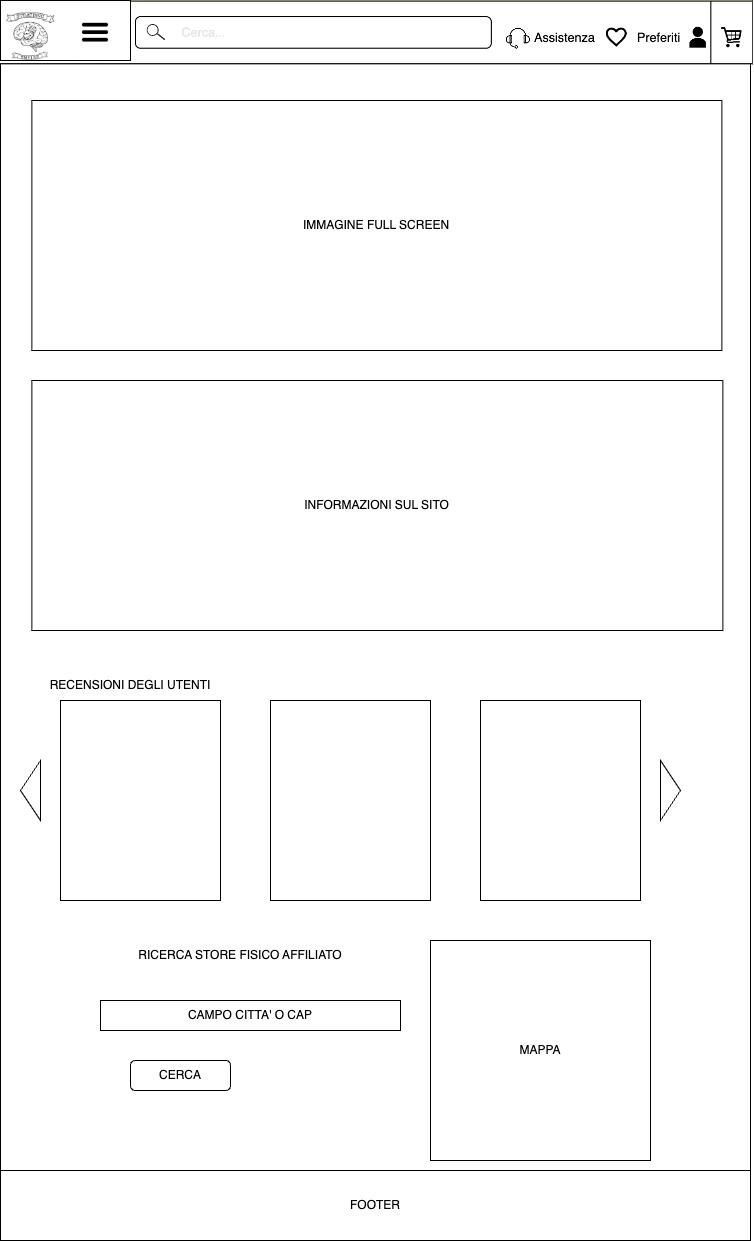 Cerca...
Assistenza
Preferiti
IMMAGINE FULL SCREEN
INFORMAZIONI SUL SITO
RECENSIONI DEGLI UTENTI
RICERCA STORE FISICO AFFILIATO
CAMPO CITTA' O CAP
CERCA
MAPPA
FOOTER